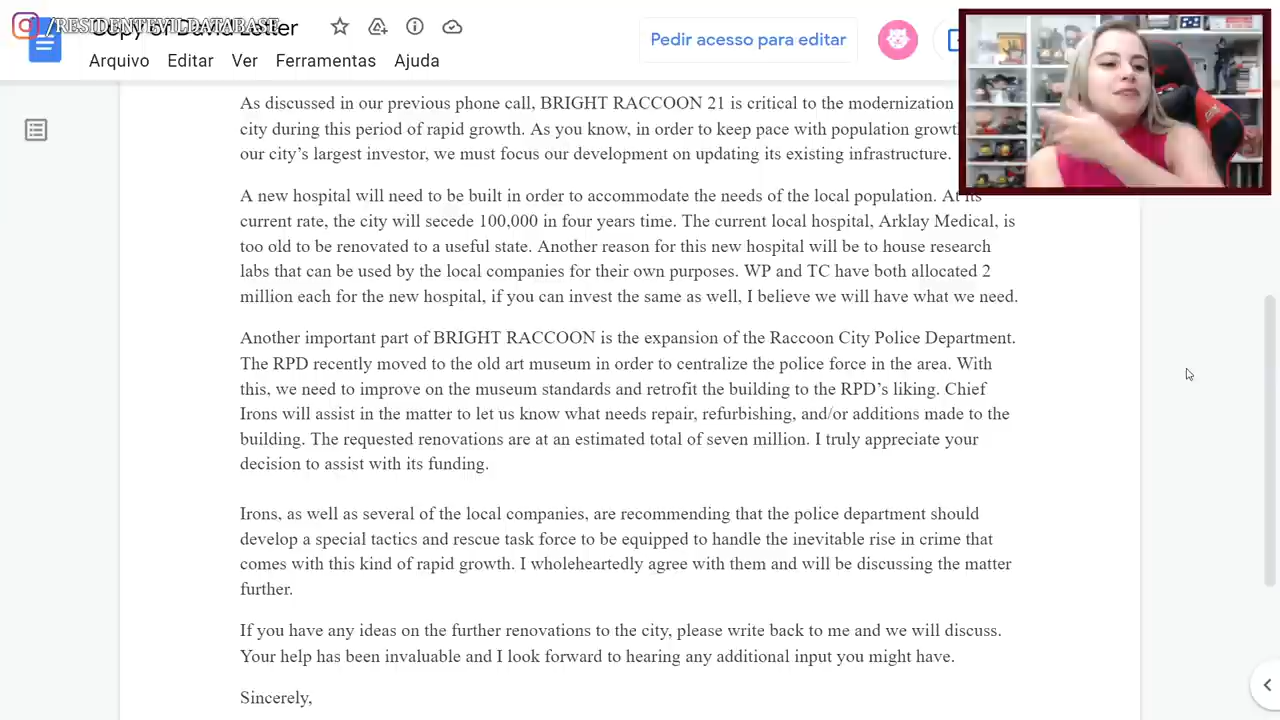 /RESIDENTEVILDATABASE
Copy of David Letter
Pedir acesso para editar
Arquivo Editar Ver Ferramentas Ajuda
As discussed in our previous phone call, BRIGHT RACCOON 21 is critical to the modernization
city during this period of rapid growth. As you know, in order to keep pace with population
our city’s largest investor, we must focus our development on updating its existing infrastructure.
A new hospital will need to be built in order to accommodate the needs of the local population. At its
current rate, the city will secede 100,000 in four years time. The current local hospital, Arklay Medical, is
too old to be renovated to a useful state. Another reason for this new hospital will be to house research
labs that can be used by the local companies for their own purposes. WP and TC have both allocated 2
million each for the new hospital, if you can invest the same as well, I believe we will have what we need.
Another important part of BRIGHT RACCOON is the expansion of the Raccoon City Police Department.
The RPD recently moved to the old art museum in order to centralize the police force in the area. With
this, we need to improve on the museum standards and retrofit the building to the RPD’s liking. Chief
Irons will assist in the matter to let us know what needs repair, refurbishing, and/or additions made to the
building. The requested renovations are at an estimated total of seven million. I truly appreciate your
decision to assist with its funding.
Irons, as well as several of the local companies, are recommending that the police department should
develop a special tactics and rescue task force to be equipped to handle the inevitable rise in crime that
comes with this kind of rapid growth. I wholeheartedly agree with them and will be discussing the matter
further.
If you have any ideas on the further renovations to the city, please write back to me and we will discuss.
Your help has been invaluable and I look forward to hearing any additional input you might have.
Sincerely,